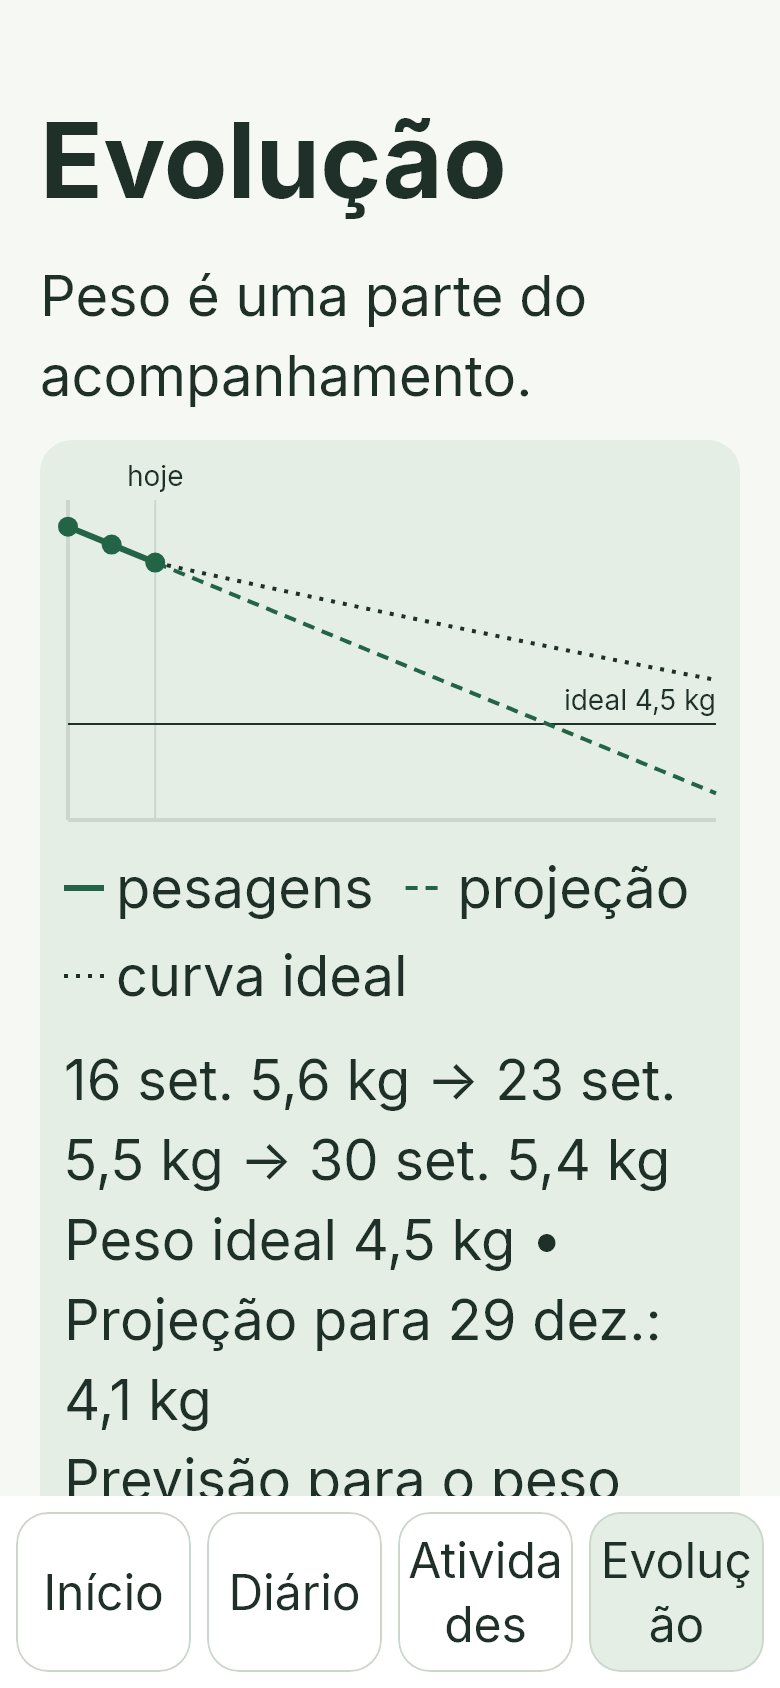 Evolução
Peso é uma parte do
acompanhamento.
hoje
ideal 4,5 kg
pesagens projeção
curva ideal
16 set. 5,6 kg → 23 set.
5,5 kg → 30 set. 5,4 kg
Peso ideal 4,5 kg •
Projeção para 29 dez.:
4,1 kg
Previsão para o peso
Início
Diário
Ativida
des
Evoluç
ão